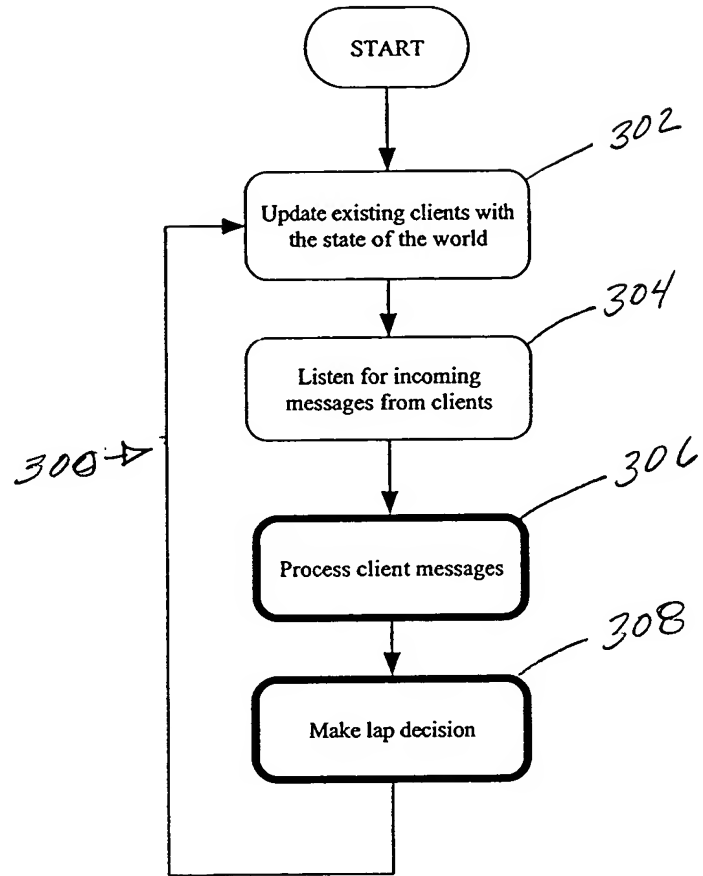 START
302
Update existing clients with
the state of the world
304
Listen for incoming
messages from clients
300
306
Process client messages
308
Make lap decision